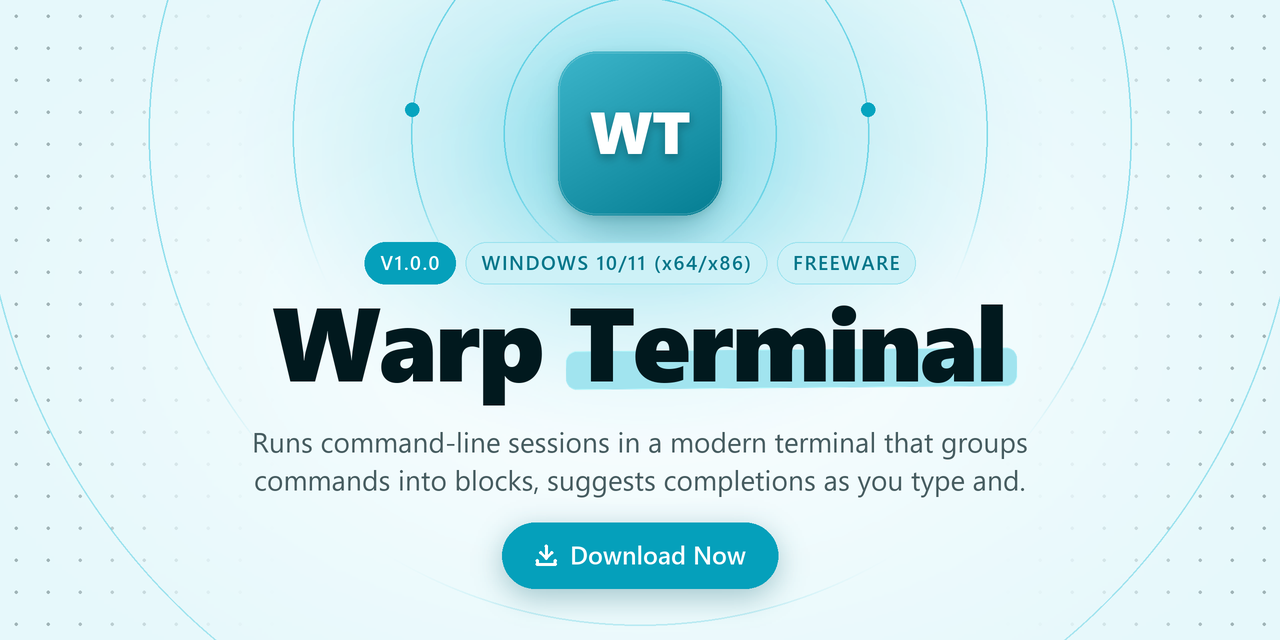 WT
V1.0.0 WINDOWS 10/11 (x64/x86) FREEWARE
Warp Terminal
Runs command-line sessions in a modern terminal that groups
commands into blocks, suggests completions as you type and.
Download Now